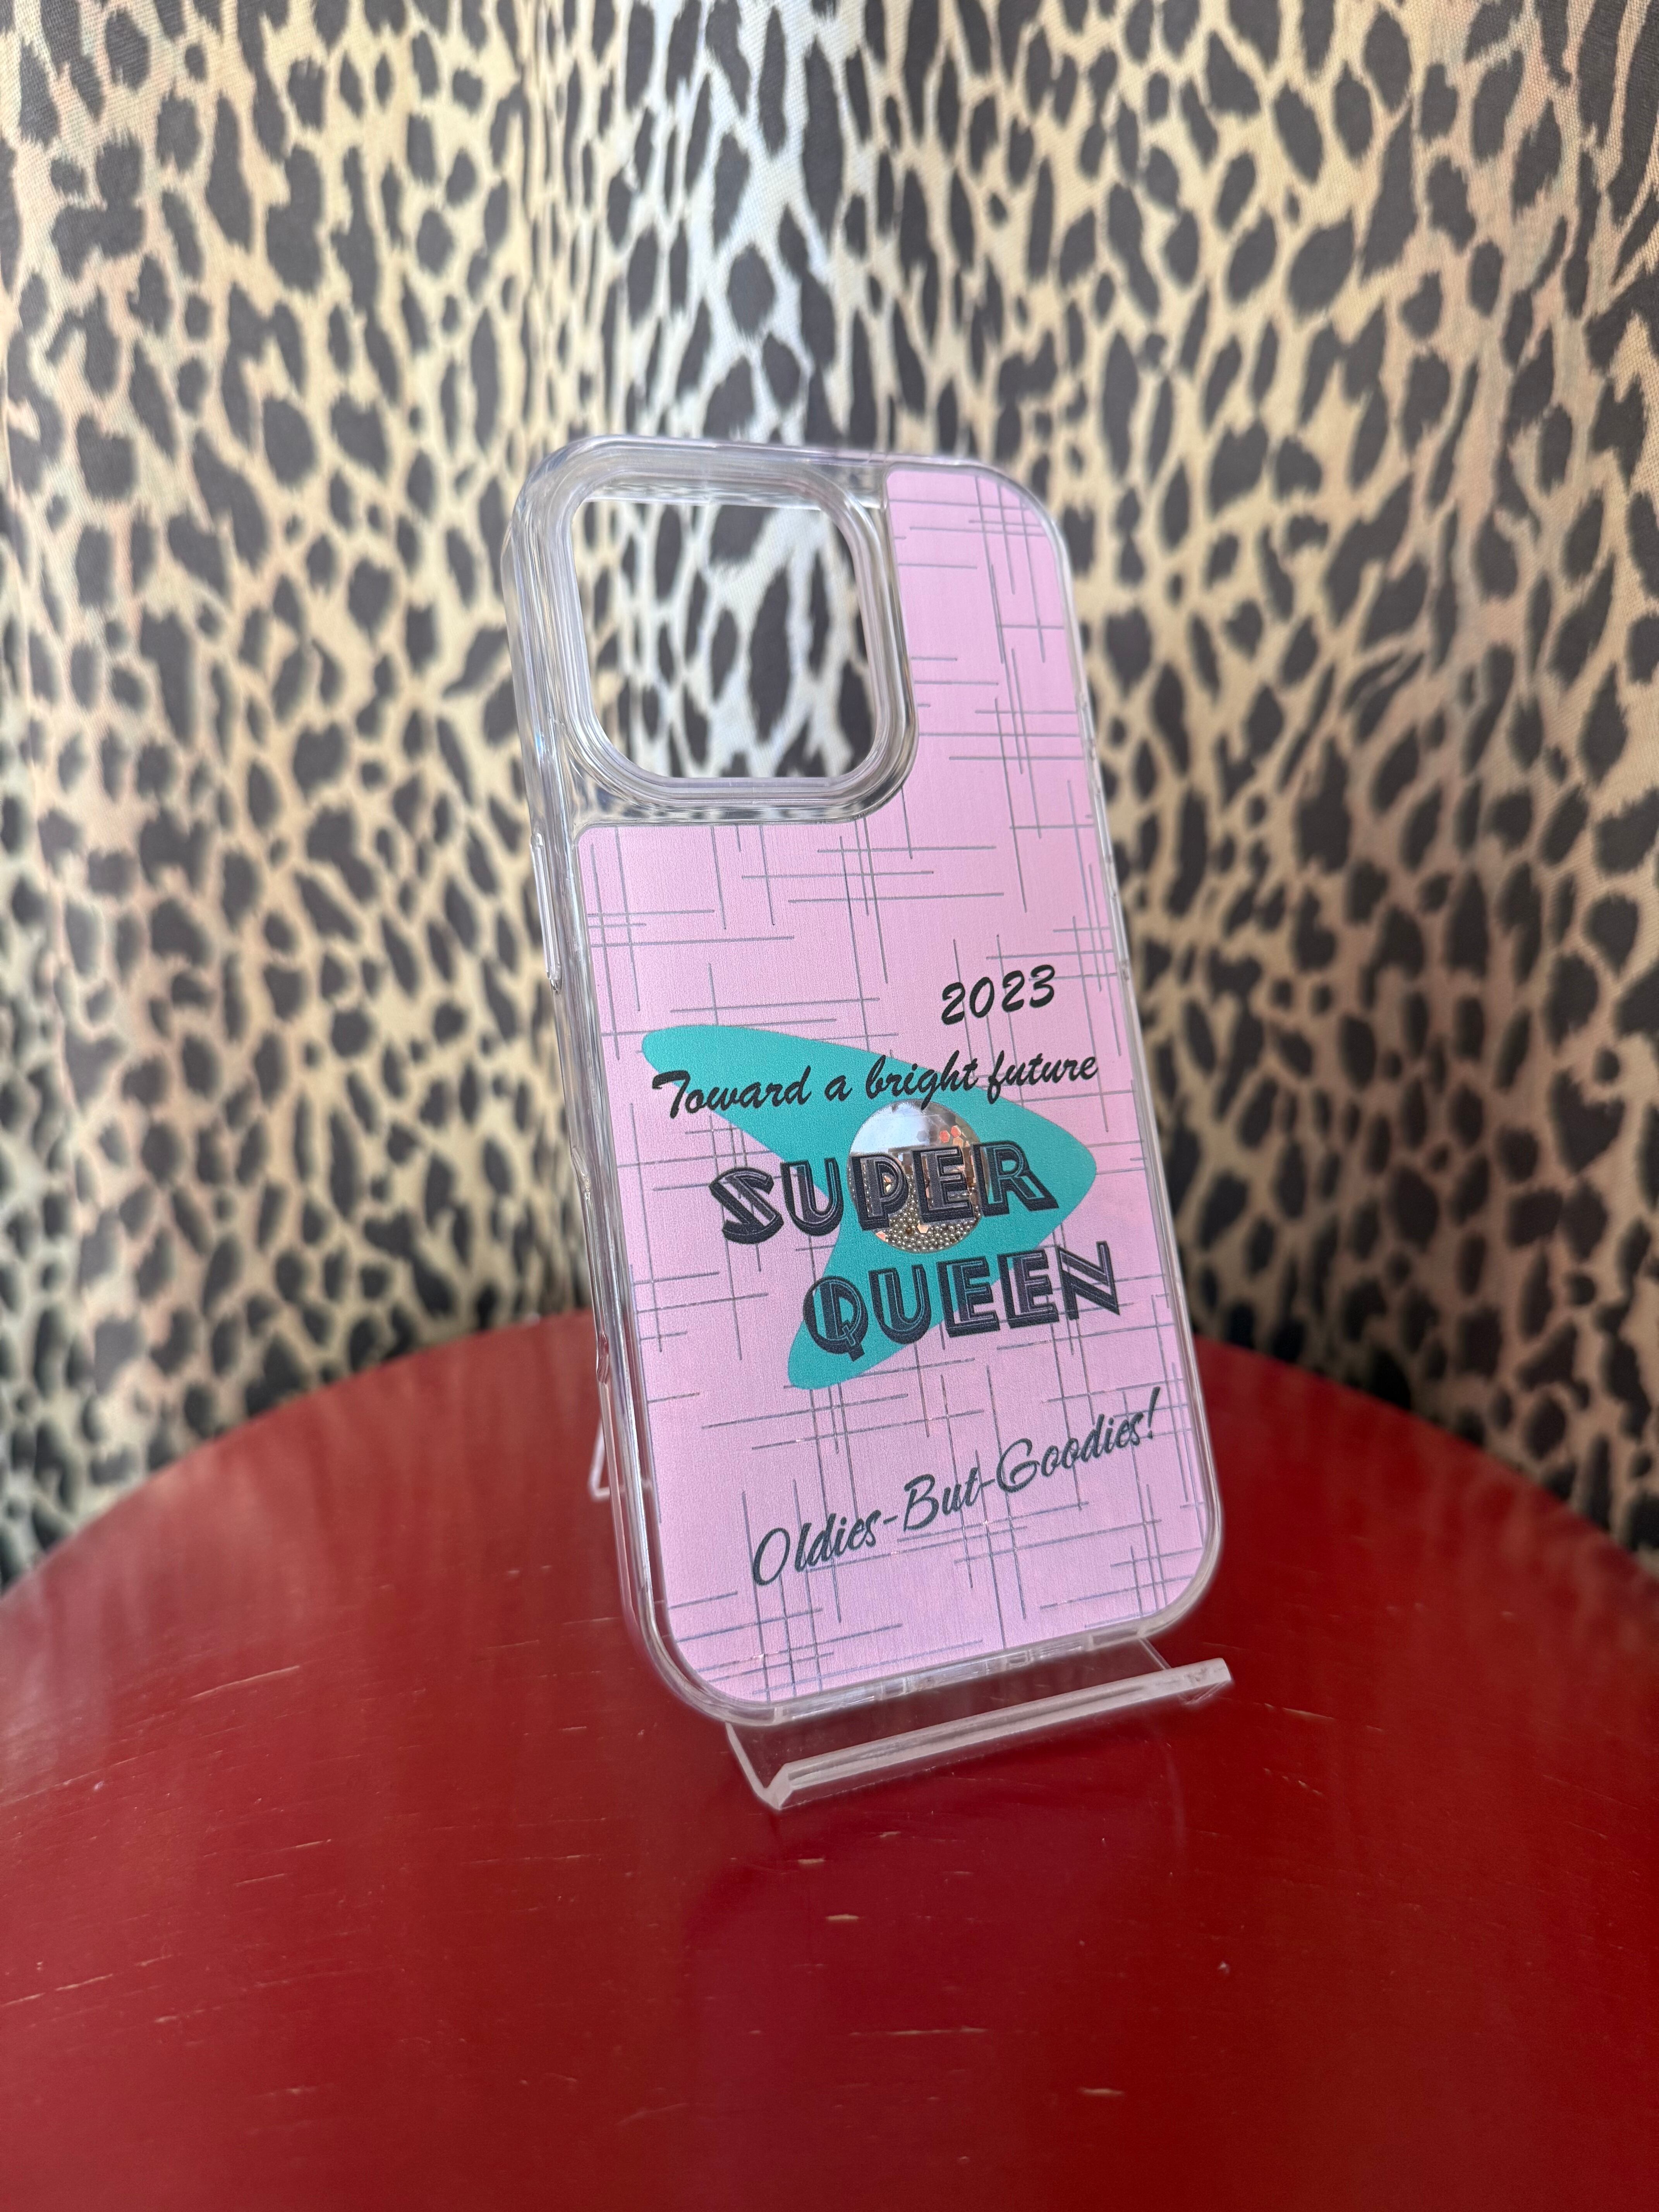 2023
Toward a bright future
SUPER
QUEEN
Oldies-But-Goodies!